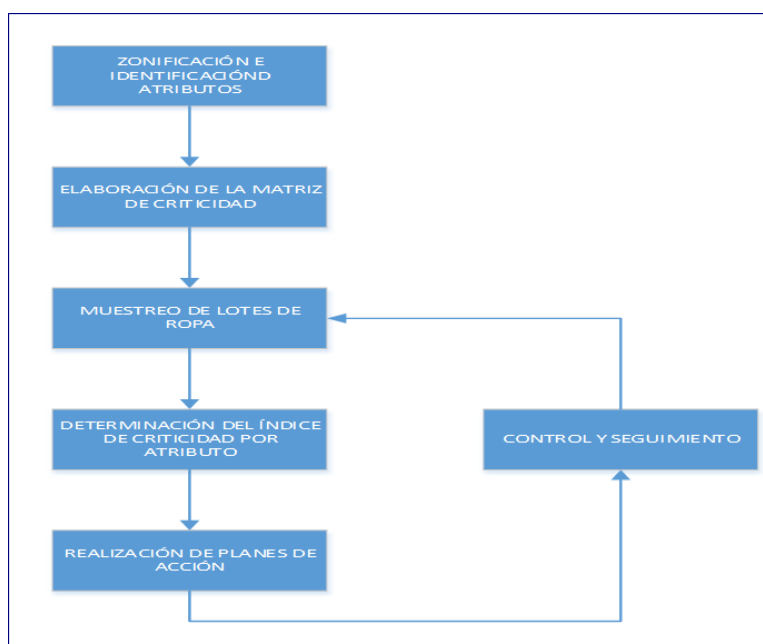 ZONIFICACIÓN E
IDENTIFICACIÓND
ATRIBUTOS
ELABORACIÓN DE LA MATRIZ
DE CRITICIDAD
MUESTREO DE LOTES DE
ROPA
DETERMINACIÓN DEL ÍNDICE
DE CRITICIDAD POR
ATRIBUTO
CONTROL Y SEGUIMIENTO
REALIZACIÓN DE PLANES DE
ACCIÓN